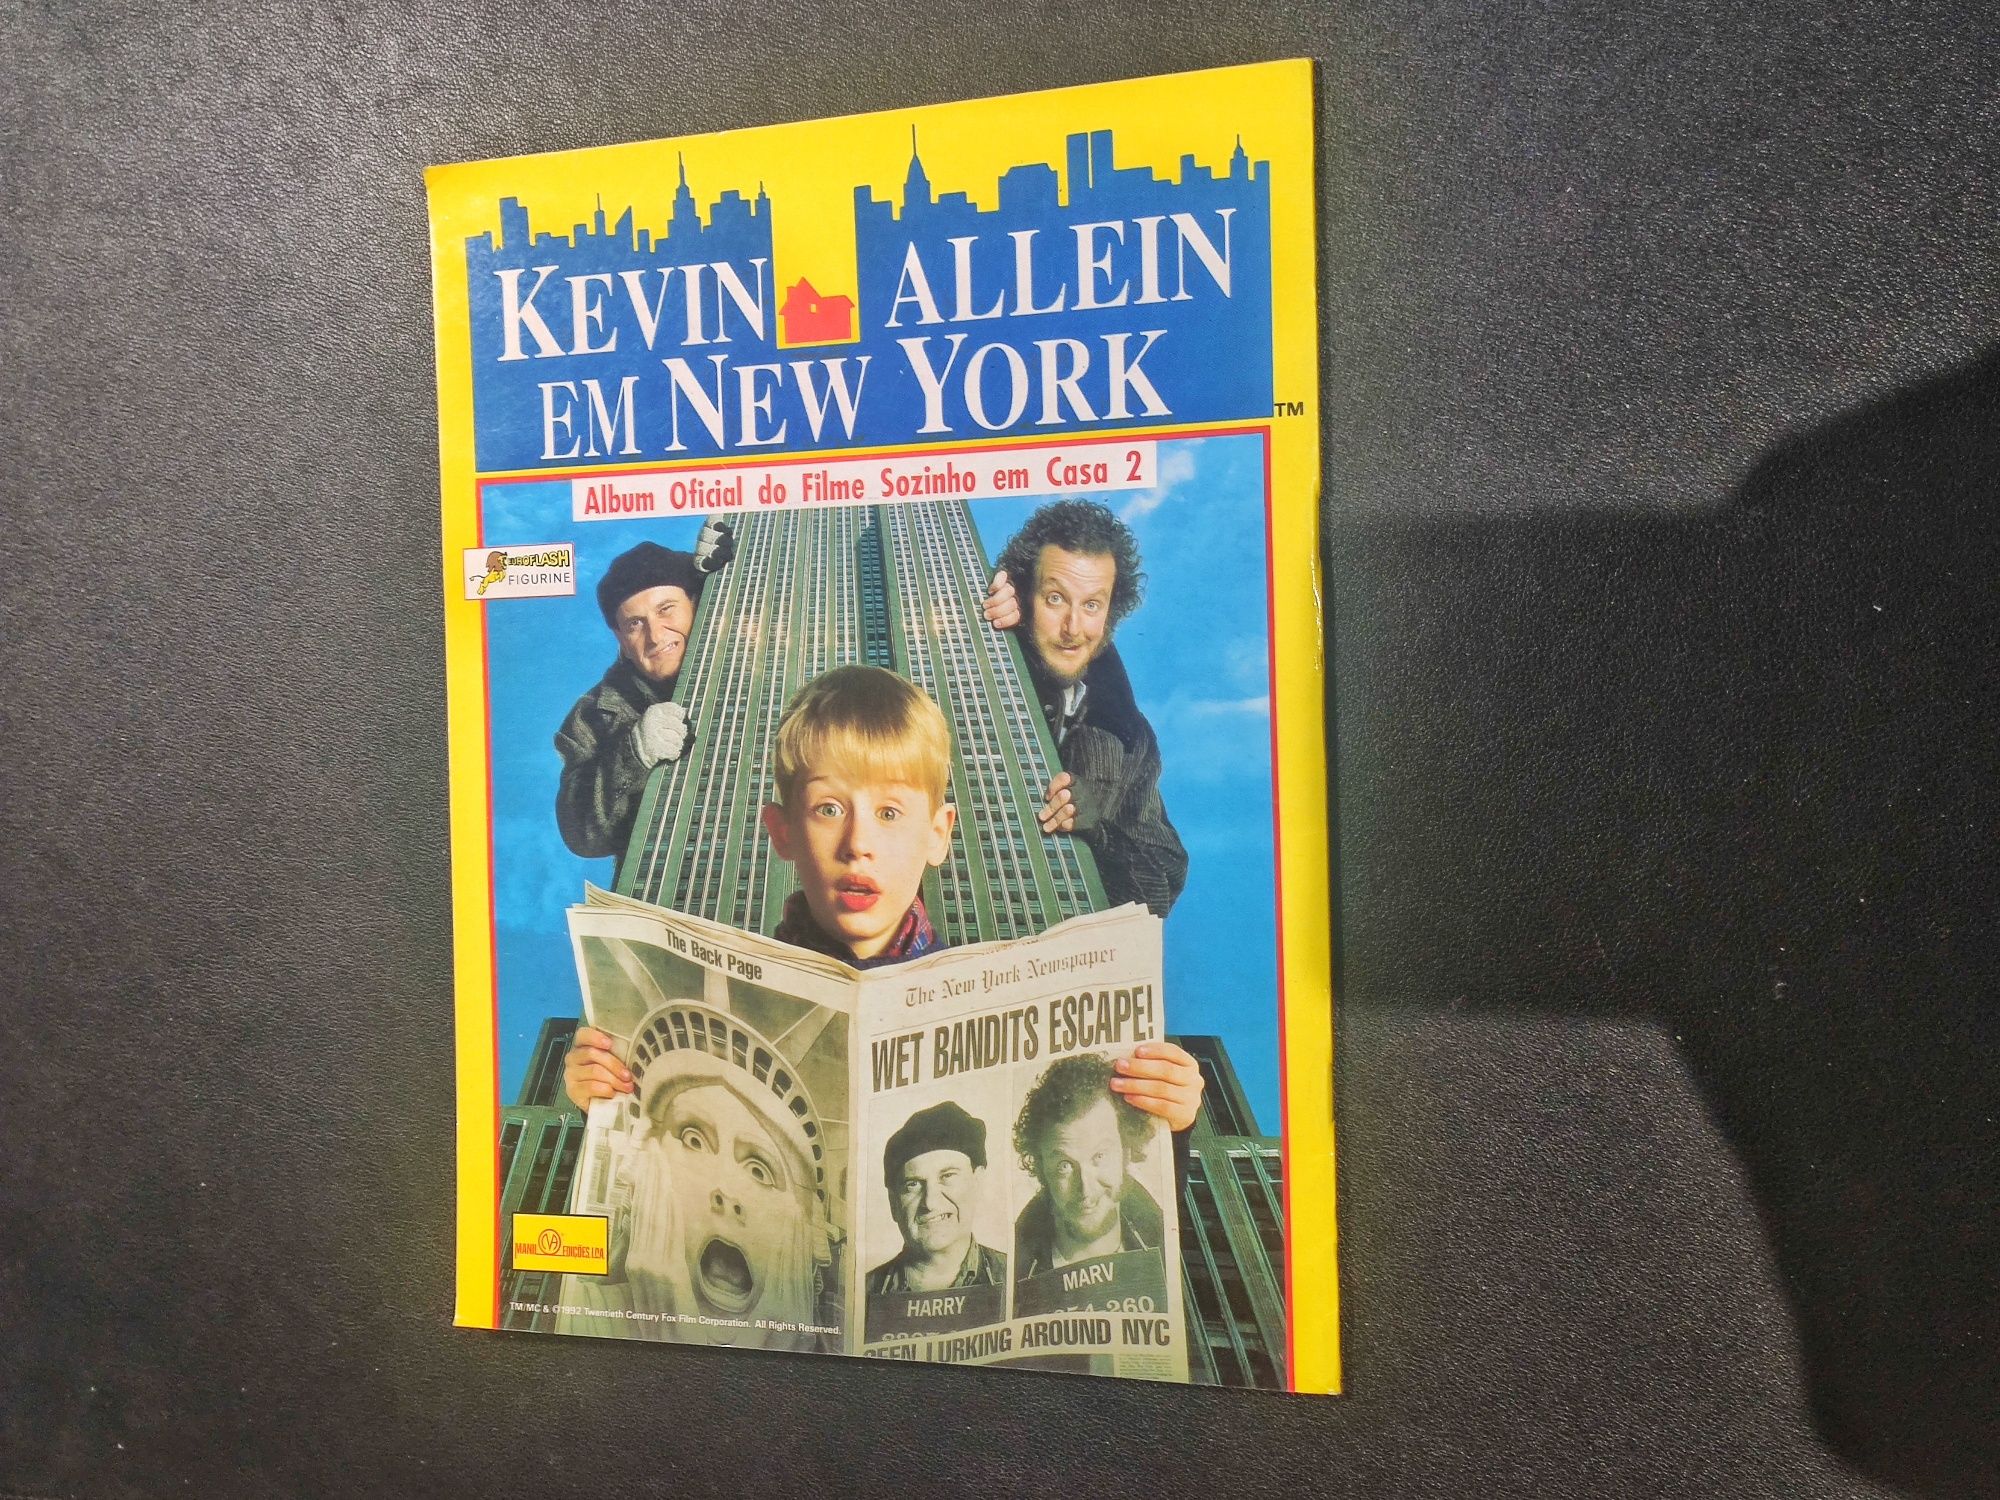 KEVIN ALLEIN
EM NEW YORK
TM
Album Oficial do Filme Sozinho em Casa 2
EUROFLASH
FIGURINE
The Back Page
The New York Newspaper
WET BANDITS ESCAPE!
HARRY
MARV
LURKING AROUND NYC
MANIL EDIÇÕES, LDA
TM/MC & ©1992 Twentieth Century Fox Film Corporation. All Rights Reserved.